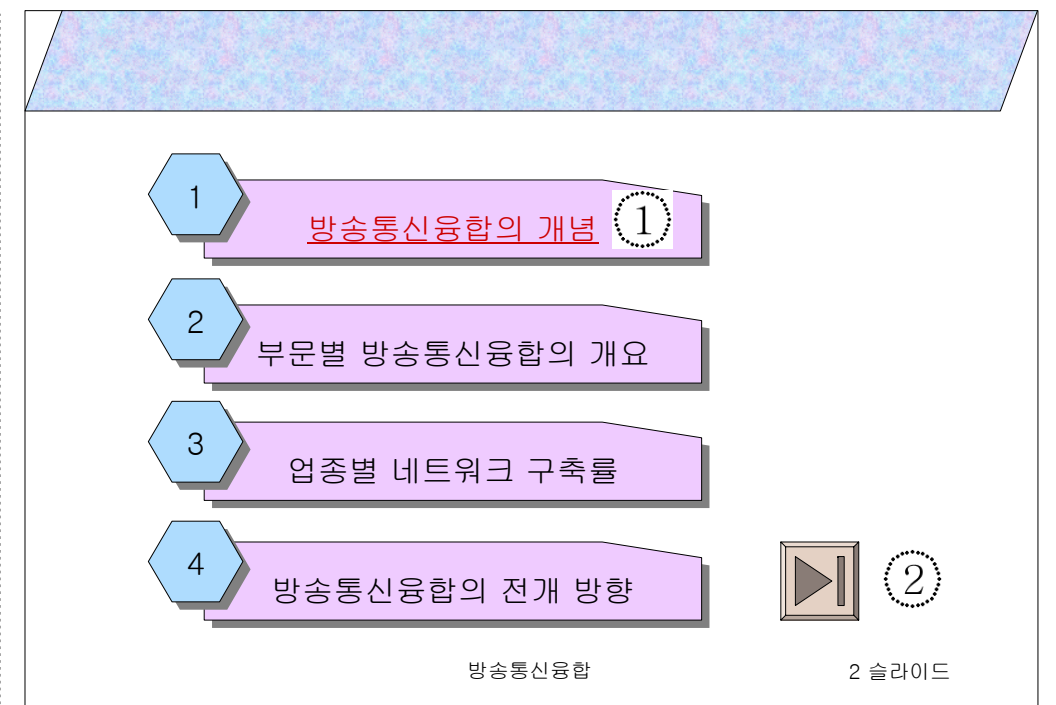 1
방송통신융합의 개념 1
2
부문별 방송통신융합의 개요
3
업종별 네트워크 구축률
4
방송통신융합의 전개 방향
2
방송통신융합 2 슬라이드